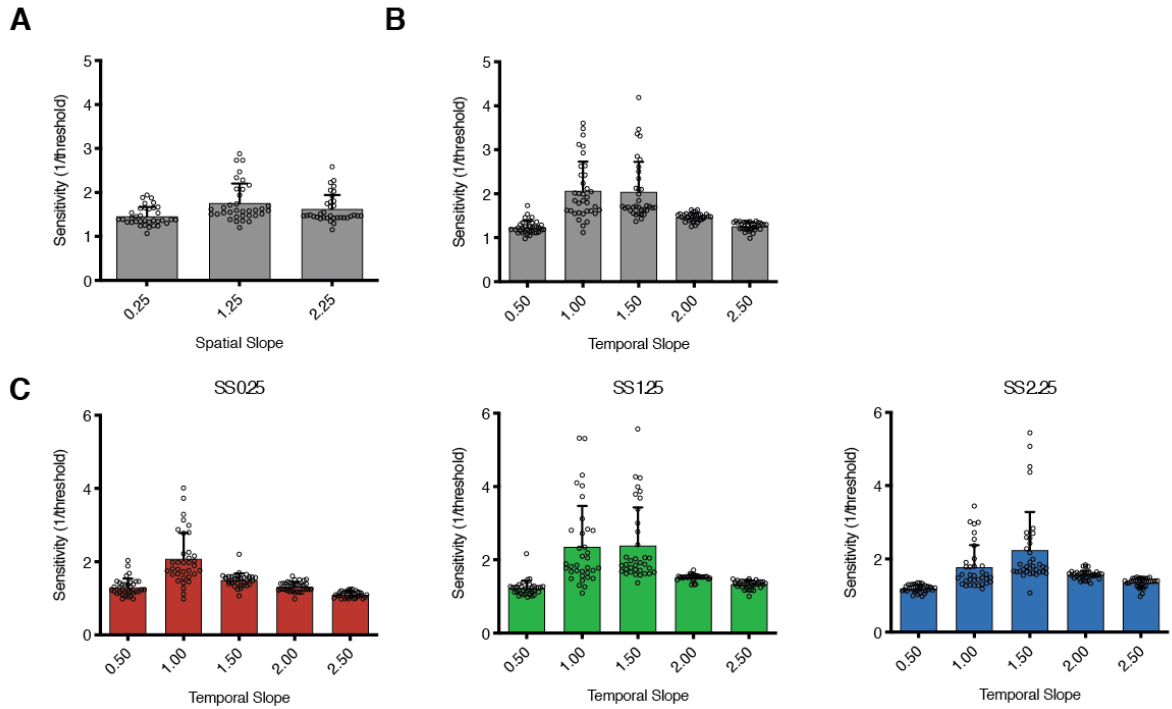 A
B
5
4
3
2
1
0
Sensitivity (1/threshold)
0.25
1.25
2.25
Spatial Slope
5
4
3
2
1
0
Sensitivity (1/threshold)
0.50
1.00
1.50
2.00
2.50
Temporal Slope
C
SS0.25
6
4
2
0
Sensitivity (1/threshold)
0.50
1.00
1.50
2.00
2.50
Temporal Slope
SS1.25
6
4
2
0
Sensitivity (1/threshold)
0.50
1.00
1.50
2.00
2.50
Temporal Slope
SS2.25
6
4
2
0
Sensitivity (1/threshold)
0.50
1.00
1.50
2.00
2.50
Temporal Slope